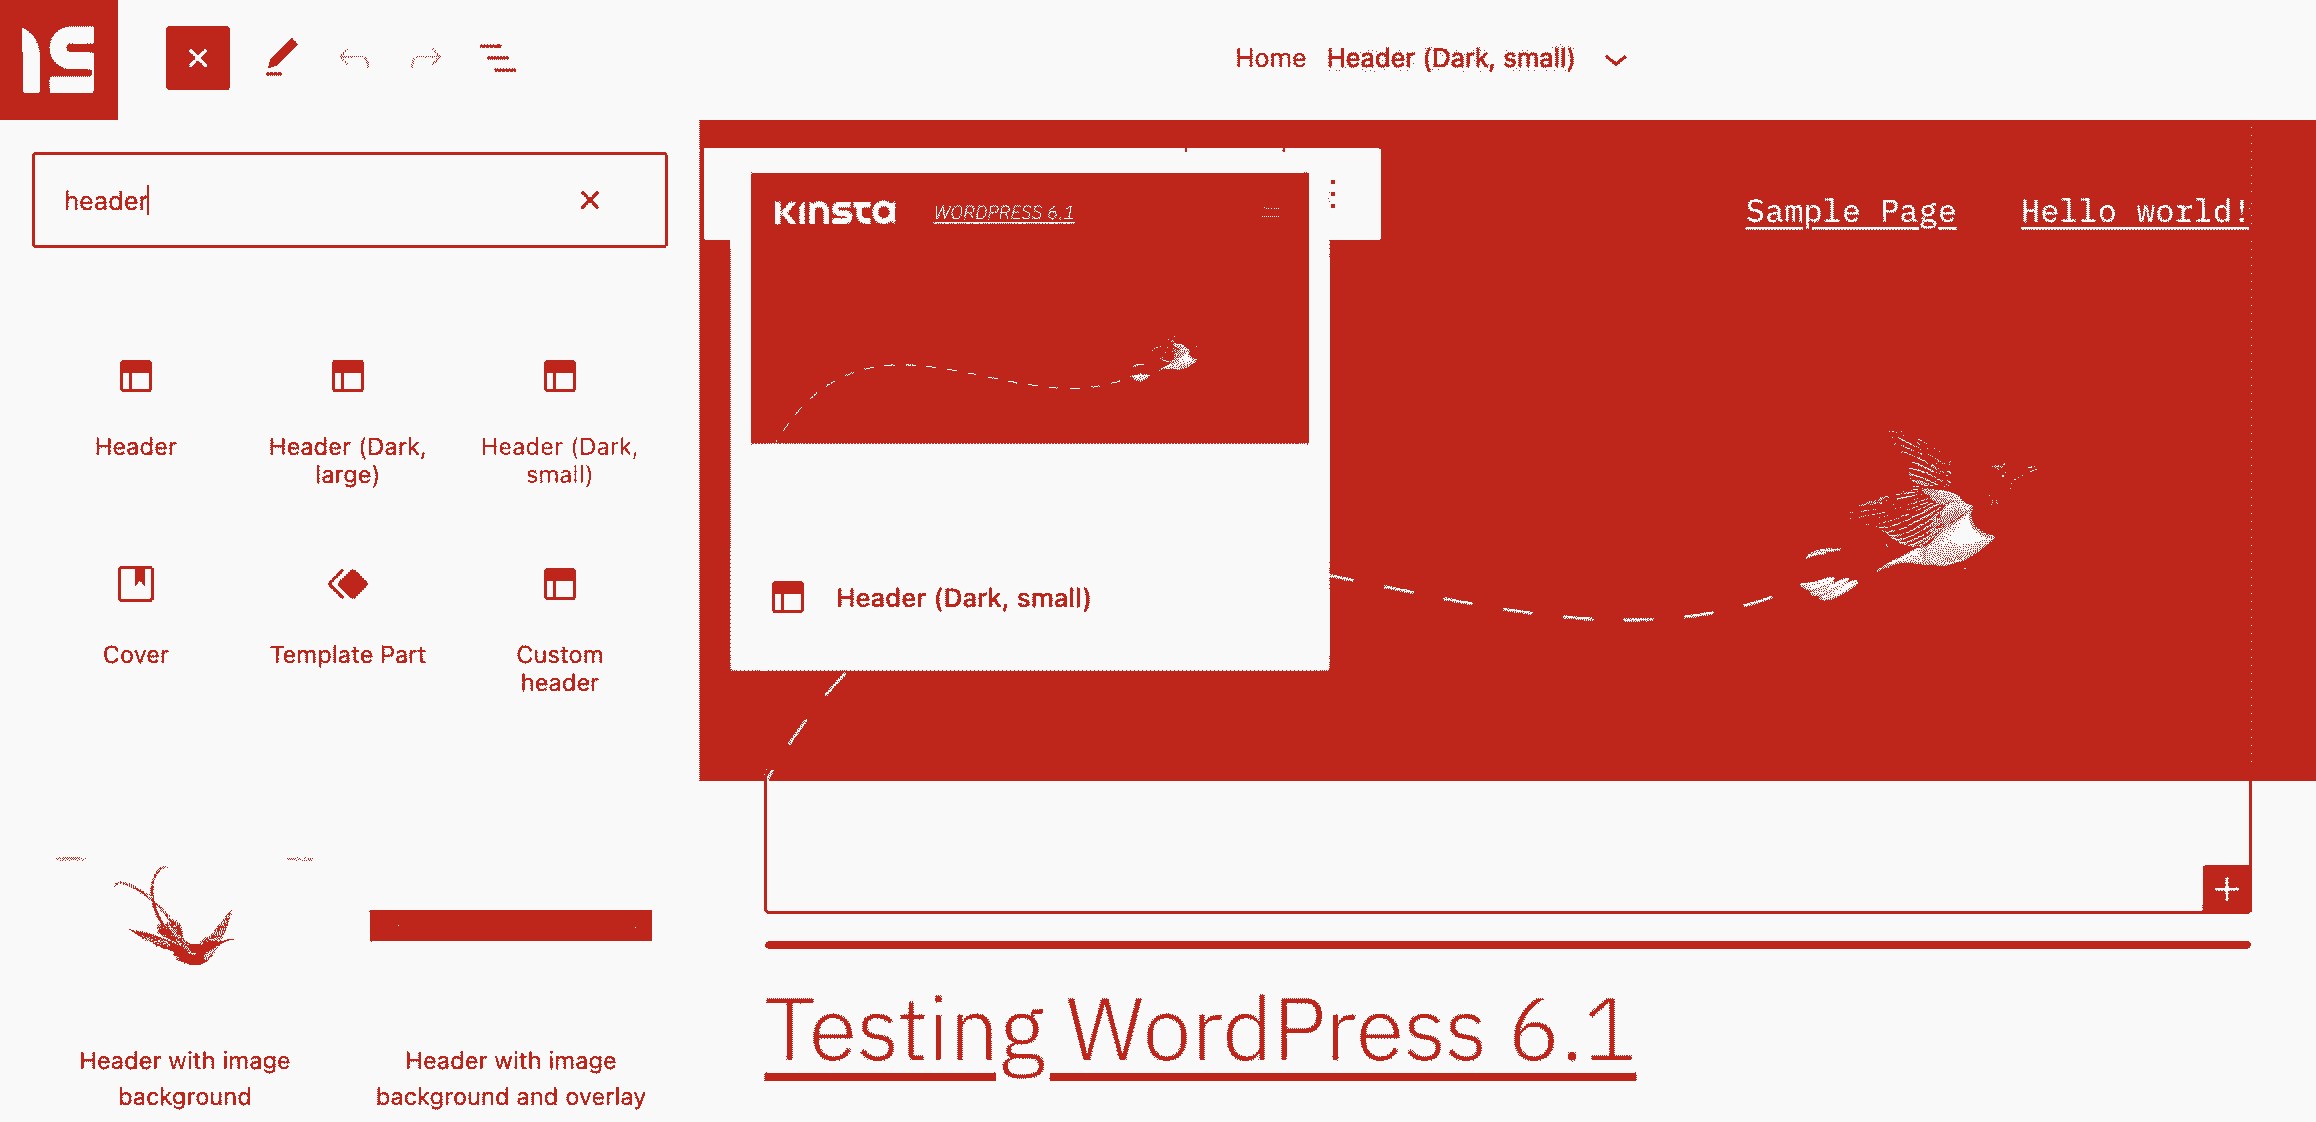 Home Header (Dark, small)
header
KINSTA WORDPRESS 6.1
Sample Page Hello world!
Header
Header (Dark,
large)
Header (Dark,
small)
Cover
Template Part
Custom
header
Header (Dark, small)
Header with image
background
Header with image
background and overlay
Testing WordPress 6.1